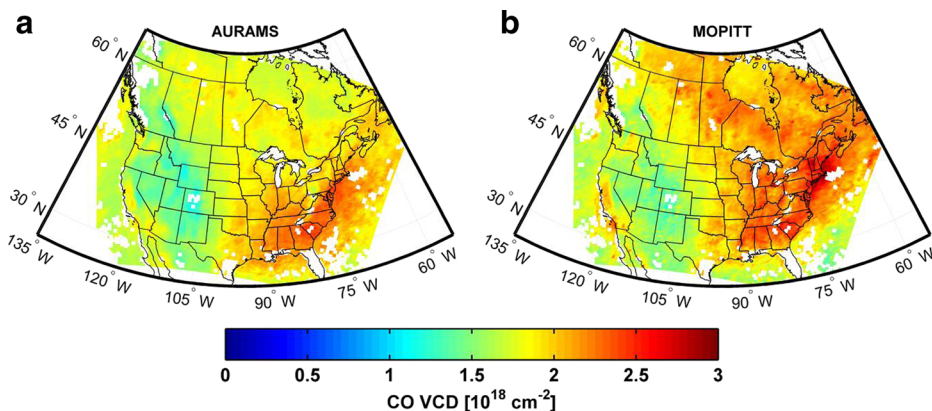 a
AURAMS
60° N
45° N
30° N
135° W
120° W
105° W
90° W
75° W
60° W
b
MOPITT
60° N
45° N
30° N
135° W
120° W
105° W
90° W
75° W
60° W
0 0.5 1 1.5 2 2.5 3
CO VCD [10¹⁸ cm⁻²]